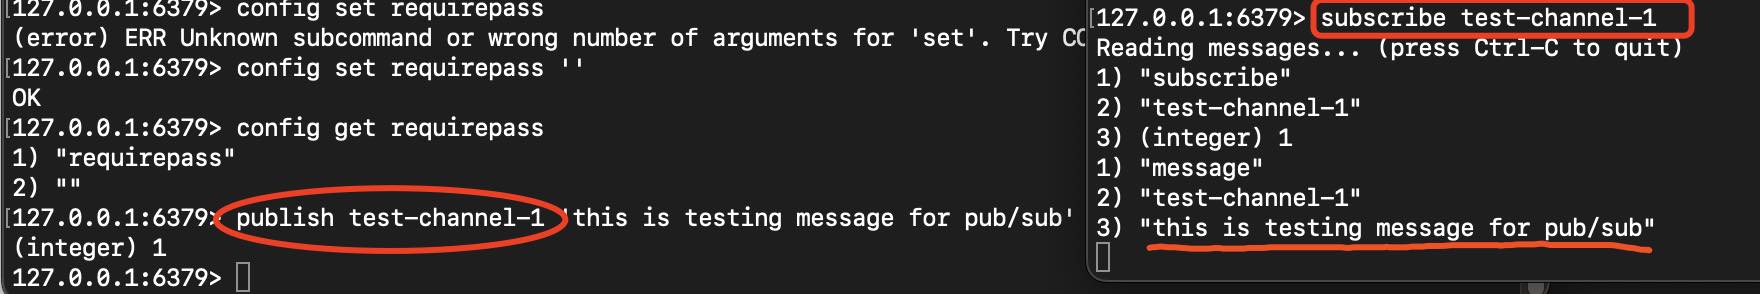 127.0.0.1:6379> config set requirepass
(error) ERR Unknown subcommand or wrong number of arguments for 'set'. Try CO
[127.0.0.1:6379> config set requirepass ''
OK
[127.0.0.1:6379> config get requirepass
1) "requirepass"
2) ""
[127.0.0.1:6379> publish test-channel-1 'this is testing message for pub/sub'
(integer) 1
127.0.0.1:6379>
[127.0.0.1:6379> subscribe test-channel-1
Reading messages... (press Ctrl-C to quit)
1) "subscribe"
2) "test-channel-1"
3) (integer) 1
1) "message"
2) "test-channel-1"
3) "this is testing message for pub/sub"